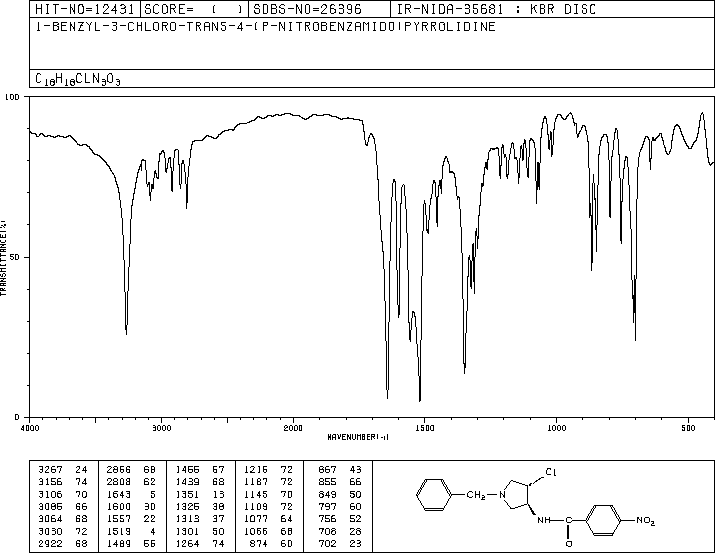 HIT-NO=12431 SCORE= ( ) SDBS-NO=26396 IR-NIDA-35681 : KBR DISC
1-BENZYL-3-CHLORO-TRANS-4-(P-NITROBENZAMIDO)PYRROLIDINE
C18H18CLN3O3
100
50
0
TRANSMITTANCE(%)
4000 3000 2000 1500 1000 500
WAVENUMBER(-1)
3267 24 2866 68 1455 57 1216 72 867 43
3156 74 2808 62 1439 68 1187 72 855 66
3106 70 1643 5 1351 13 1145 70 849 50
3085 66 1600 30 1325 38 1109 72 797 60
3064 68 1557 22 1313 37 1077 64 756 52
3030 72 1519 4 1301 50 1066 68 708 28
2922 68 1489 55 1264 74 874 60 702 23
Cl
CH2
N
NH
C
NO2
O